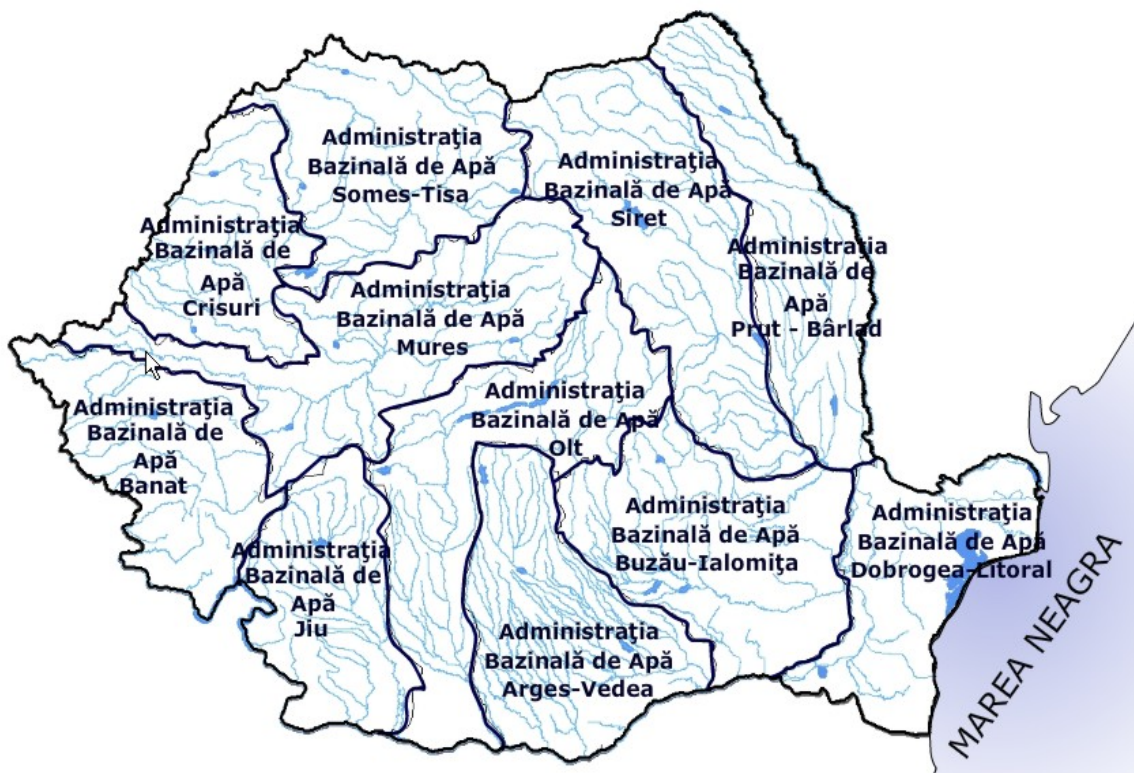 Administraţia
Bazinală de Apă
Somes-Tisa
Administraţia
Bazinală de Apă
Siret
Administraţia
Bazinală de
Apă
Crisuri
Administraţia
Bazinală de
Apă
Prut - Bârlad
Administraţia
Bazinală de Apă
Mures
Administraţia
Bazinală de Apă
Olt
Administraţia
Bazinală de
Apă
Banat
Administraţia
Bazinală de Apă
Buzău-Ialomiţa
Administraţia
Bazinală de Apă
Dobrogea-Litoral
Administraţia
Bazinală de
Apă
Jiu
Administraţia
Bazinală de Apă
Arges-Vedea
MAREA NEAGRA